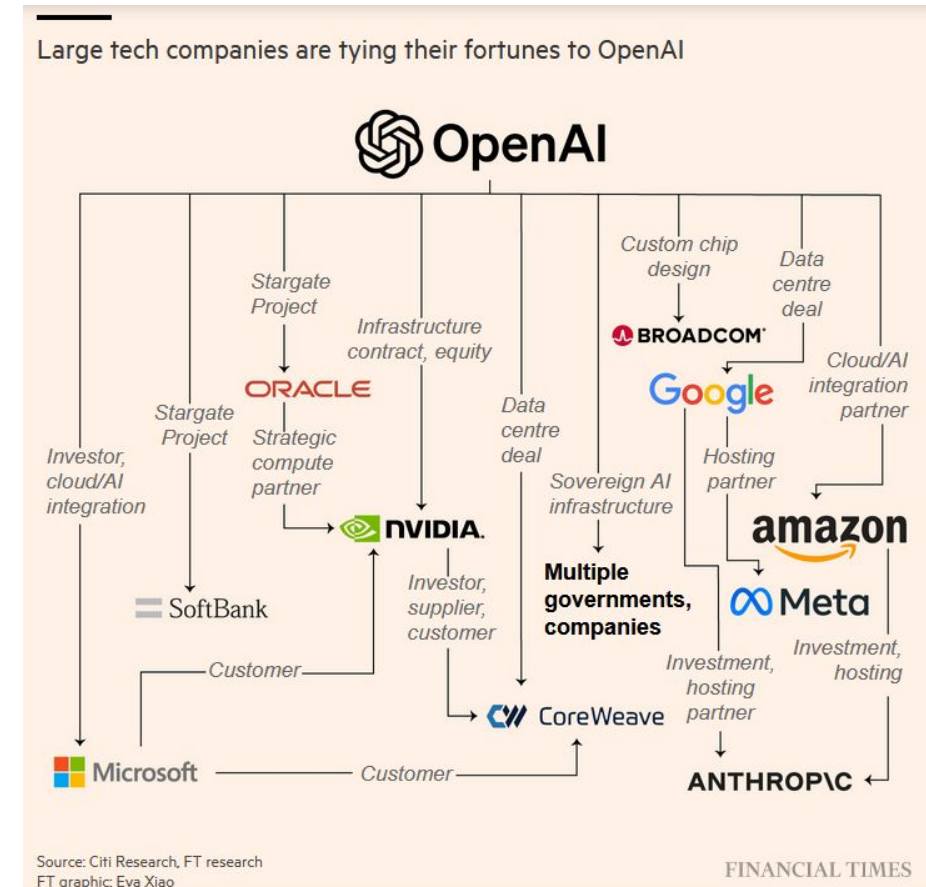 Large tech companies are tying their fortunes to OpenAI
OpenAI
Custom chip
design
Data
centre
deal
Stargate
Project
Infrastructure
contract, equity
BROADCOM
Cloud/AI
integration
partner
ORACLE
Google
Stargate
Project
Data
centre
deal
Investor,
cloud/AI
integration
Strategic
compute
partner
Sovereign AI
infrastructure
Hosting
partner
NVIDIA.
amazon
Multiple
governments,
companies
SoftBank
Investor,
supplier,
customer
Meta
Customer
Investment,
hosting
partner
Investment,
hosting
CoreWeave
Microsoft
Customer
ANTHROP\C
Source: Citi Research, FT research
FT graphic: Eva Xiao
FINANCIAL TIMES